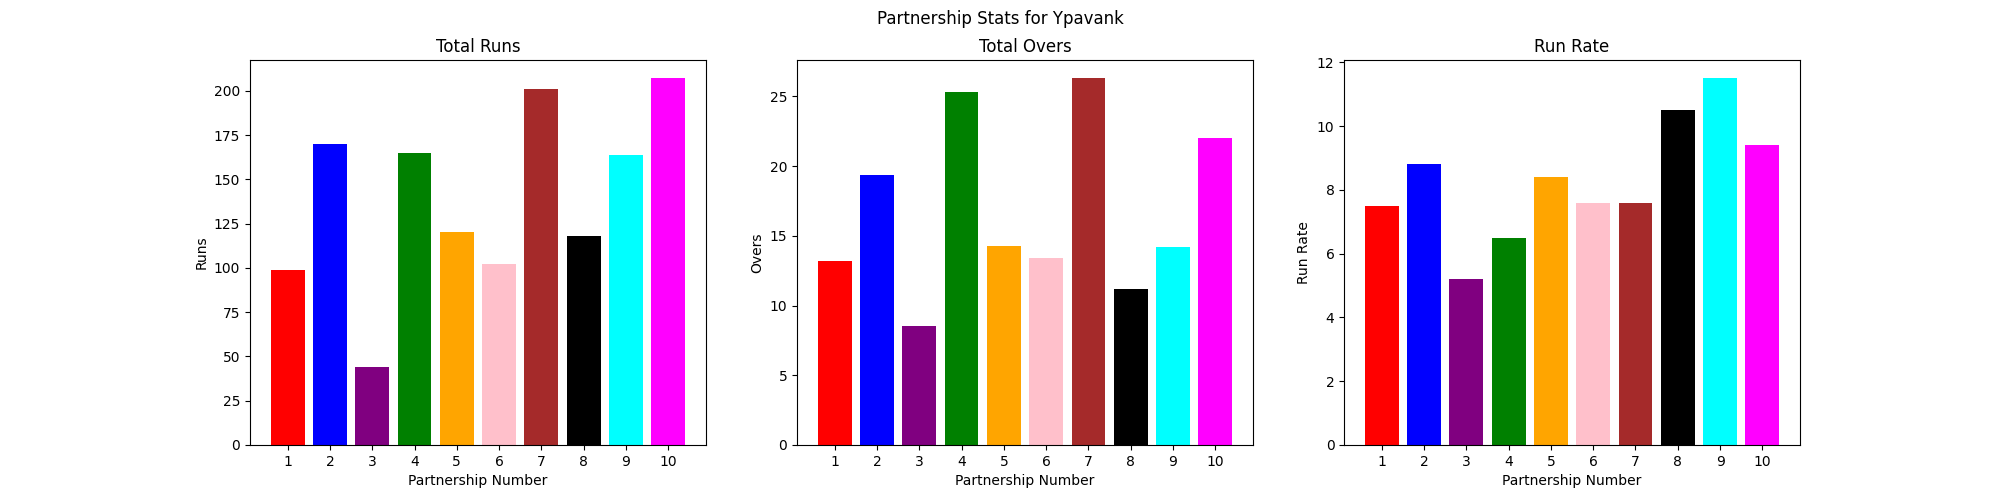 Partnership Stats for Ypavank
Total Runs
Runs
200
175
150
125
100
75
50
25
0
1 2 3 4 5 6 7 8 9 10
Partnership Number
Total Overs
Overs
25
20
15
10
5
0
1 2 3 4 5 6 7 8 9 10
Partnership Number
Run Rate
Run Rate
12
10
8
6
4
2
0
1 2 3 4 5 6 7 8 9 10
Partnership Number